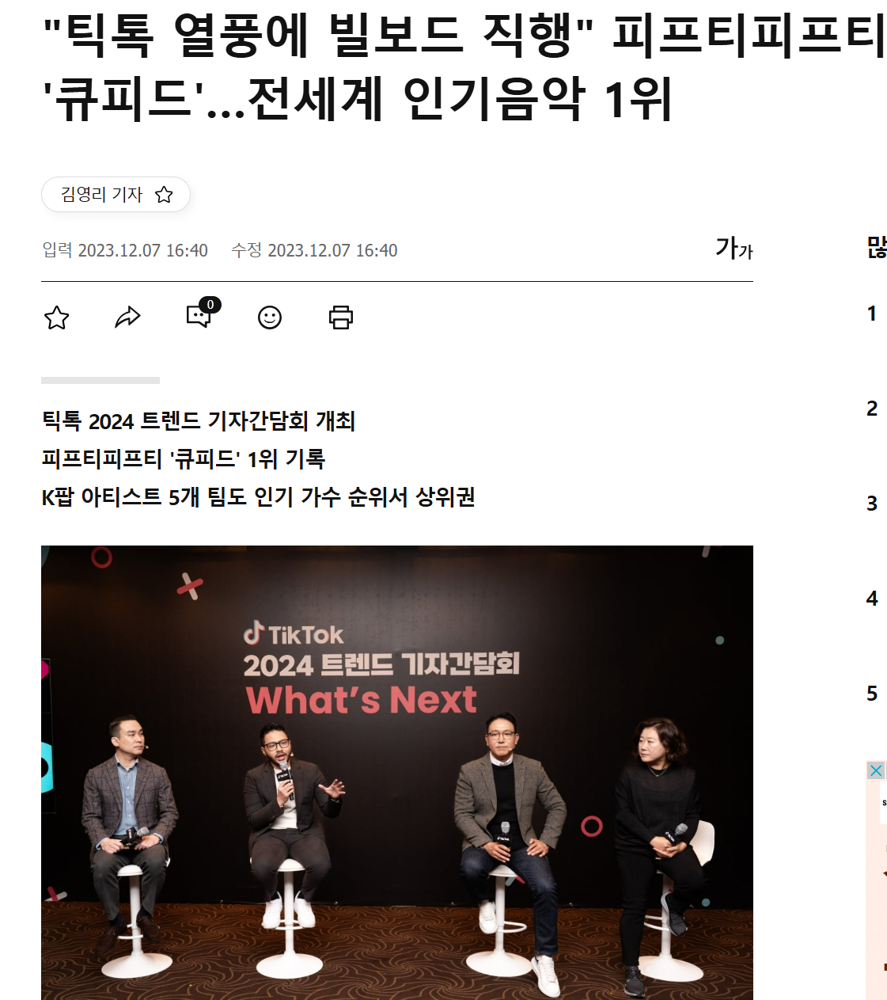 "틱톡 열풍에 빌보드 직행" 피프티피프티
'큐피드'…전세계 인기음악 1위
김영리 기자
입력 2023.12.07 16:40 수정 2023.12.07 16:40
가가
많
0
틱톡 2024 트렌드 기자간담회 개최
피프티피프티 '큐피드' 1위 기록
K팝 아티스트 5개 팀도 인기 가수 순위서 상위권
TikTok
2024 트렌드 기자간담회
What's Next
1
2
3
4
5